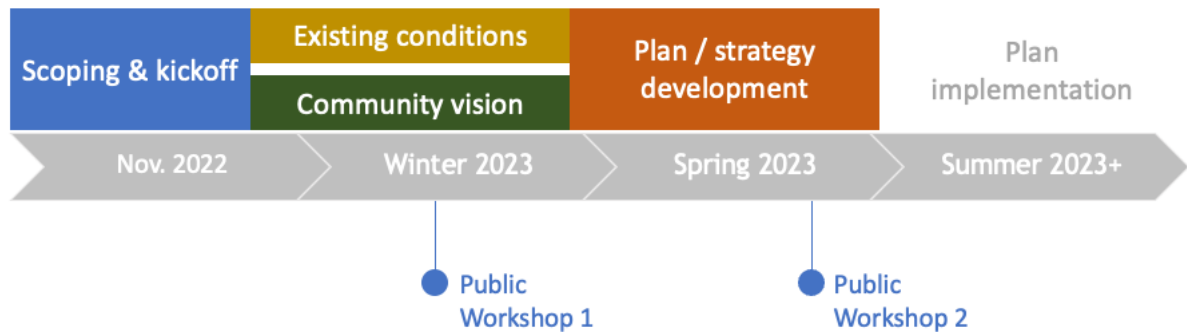 Scoping & kickoff
Existing conditions
Community vision
Plan / strategy
development
Plan
implementation
Nov. 2022
Winter 2023
Spring 2023
Summer 2023+
Public
Workshop 1
Public
Workshop 2